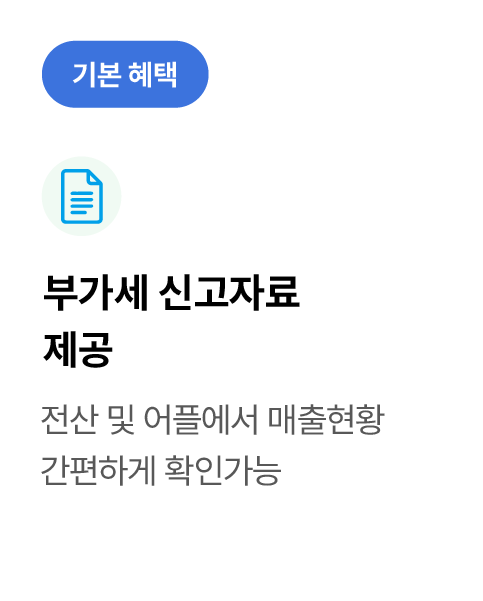 기본 혜택
부가세 신고자료
제공
전산 및 어플에서 매출현황
간편하게 확인가능